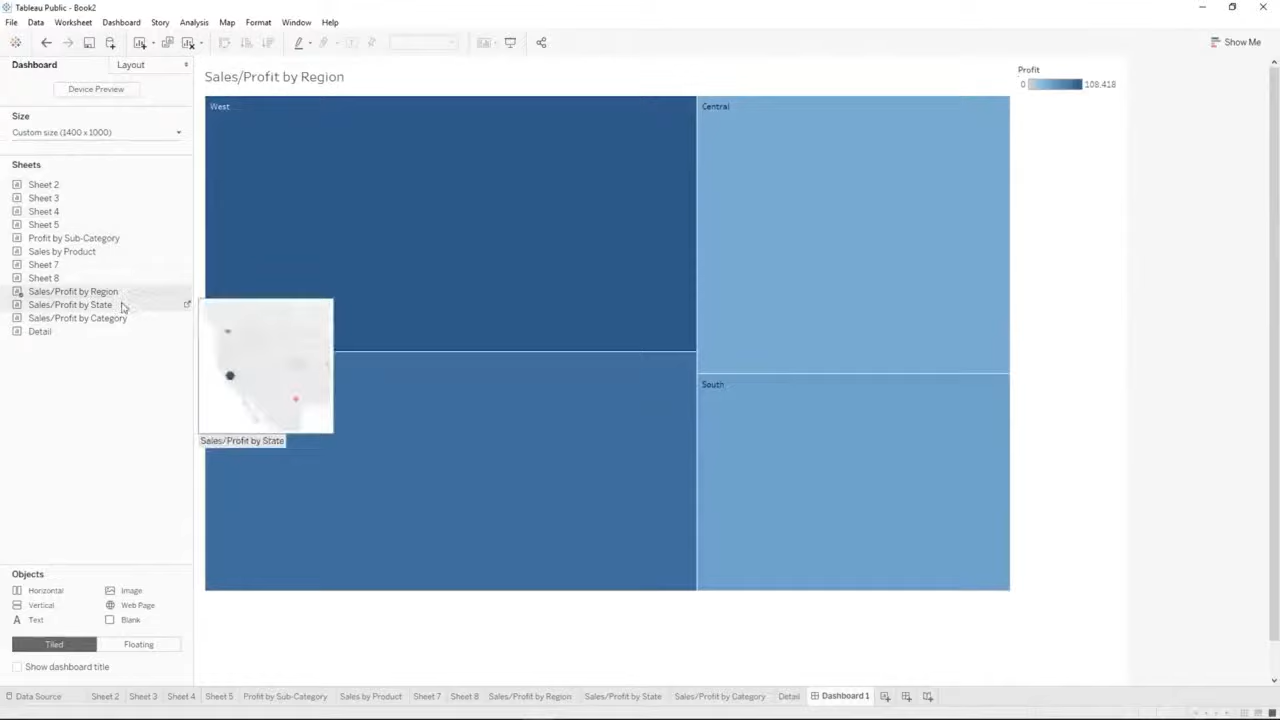 Tableau Public - Book2
File Data Worksheet Dashboard Story Analysis Map Format Window Help
Show Me
Dashboard Layout
Device Preview
Size
Custom size (1400 x 1000)
Sheets
Sheet 2
Sheet 3
Sheet 4
Sheet 5
Profit by Sub-Category
Sales by Product
Sheet 7
Sheet 8
Sales/Profit by Region
Sales/Profit by State
Sales/Profit by Category
Detail
Objects
Horizontal Image
Vertical Web Page
A Text Blank
Tiled Floating
Show dashboard title
Sales/Profit by Region
West
Central
South
Sales/Profit by State
Profit
0 108,418
Data Source Sheet 2 Sheet 3 Sheet 4 Sheet 5 Profit by Sub-Category Sales by Product Sheet 7 Sheet 8 Sales/Profit by Region Sales/Profit by State Sales/Profit by Category Detail Dashboard 1